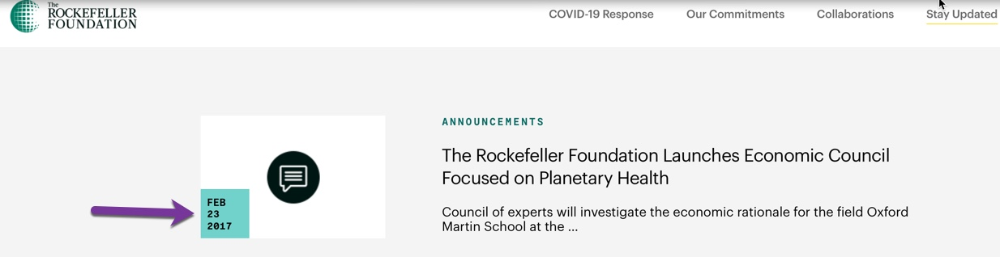 The
ROCKEFELLER
FOUNDATION
COVID-19 Response
Our Commitments
Collaborations
Stay Updated
FEB
23
2017
ANNOUNCEMENTS
The Rockefeller Foundation Launches Economic Council
Focused on Planetary Health
Council of experts will investigate the economic rationale for the field Oxford
Martin School at the ...